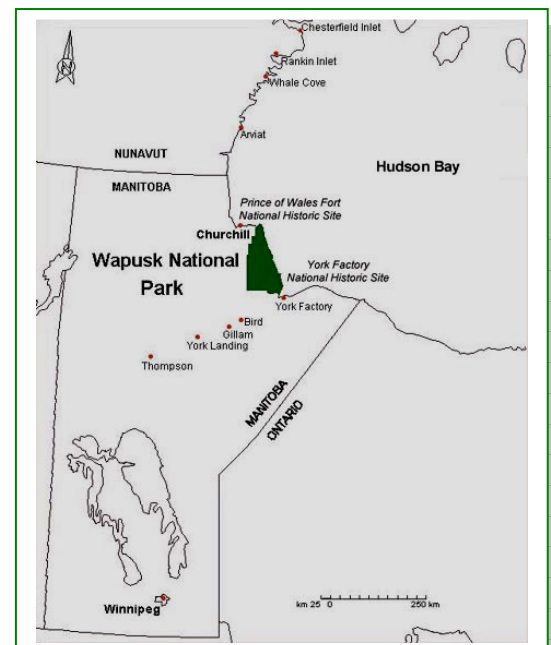 Chesterfield Inlet
Rankin Inlet
Whale Cove
Arviat
NUNAVUT
MANITOBA
Hudson Bay
Prince of Wales Fort
National Historic Site
Churchill
Wapusk National
Park
York Factory
National Historic Site
York Factory
Bird
Gillam
York Landing
Thompson
MANITOBA
ONTARIO
Winnipeg
km 25 0 250 km